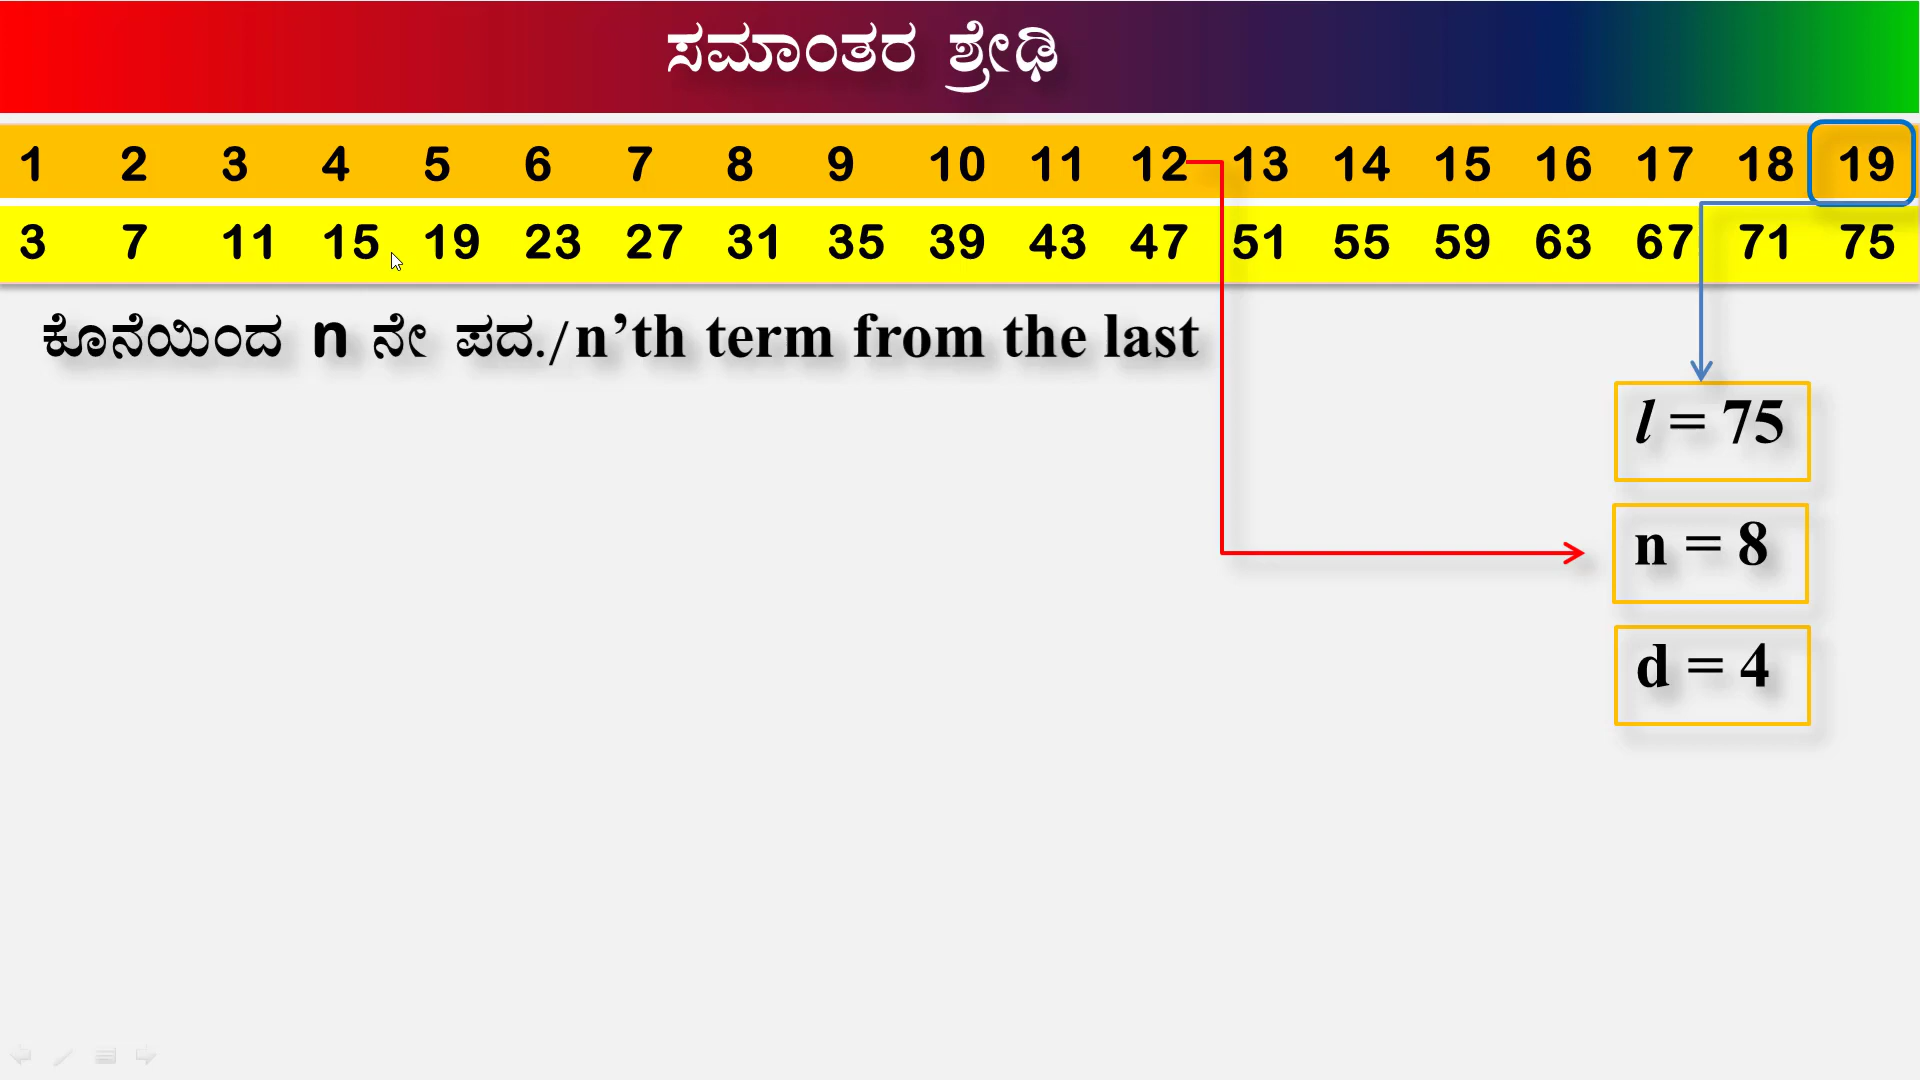 ಸಮಾಂತರ ಶ್ರೇಢಿ
1 2 3 4 5 6 7 8 9 10 11 12 13 14 15 16 17 18 19
3 7 11 15 19 23 27 31 35 39 43 47 51 55 59 63 67 71 75
ಕೊನೆಯಿಂದ n ನೇ ಪದ./n’th term from the last
l = 75
n = 8
d = 4